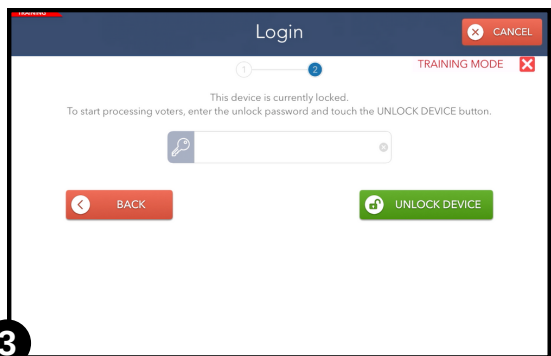 TRAINING
Login
CANCEL
1
2
TRAINING MODE
This device is currently locked.
To start processing voters, enter the unlock password and touch the UNLOCK DEVICE button.
BACK
UNLOCK DEVICE
3